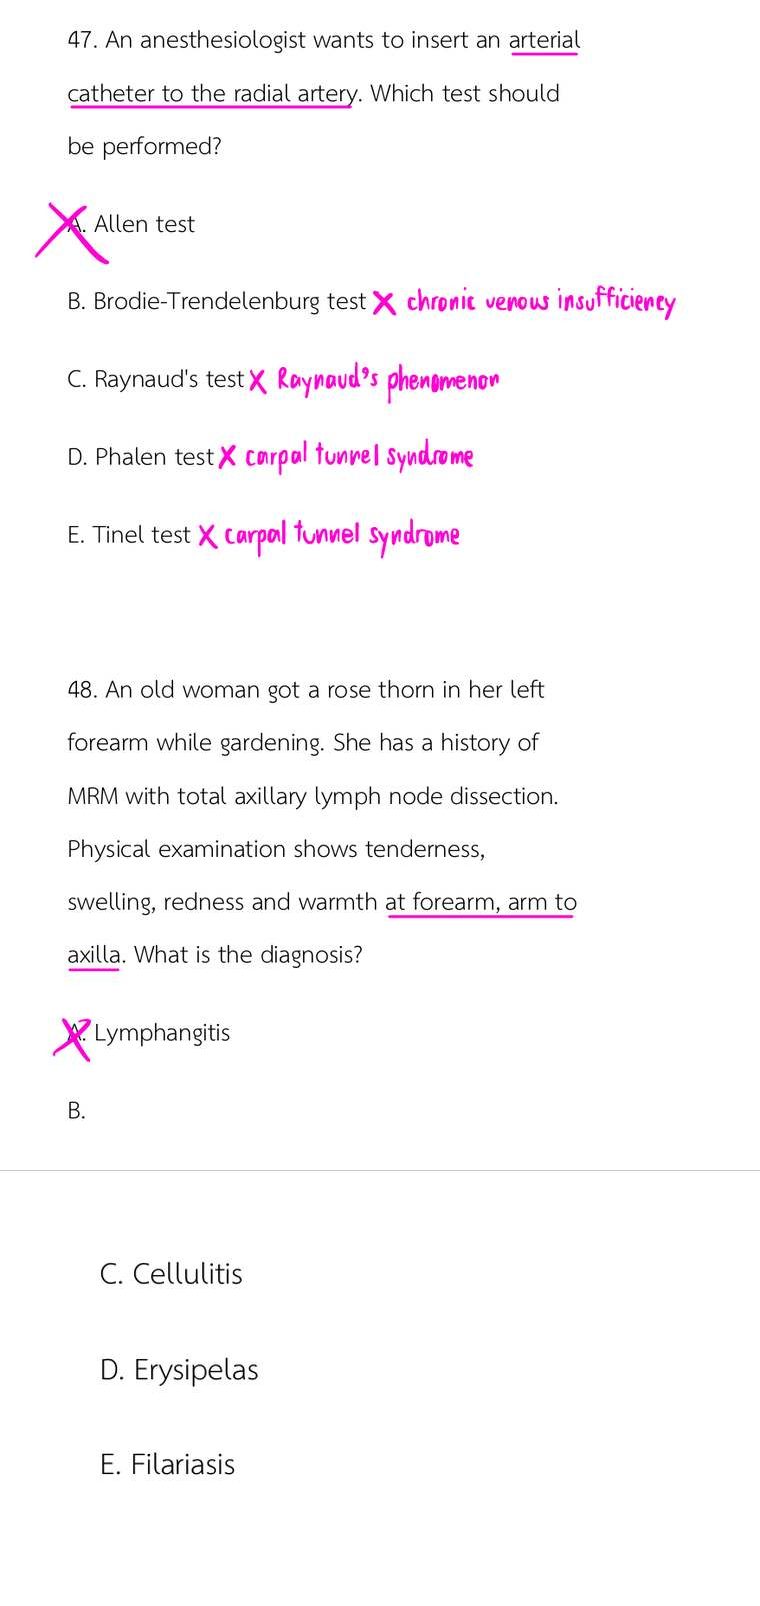 47. An anesthesiologist wants to insert an arterial
catheter to the radial artery. Which test should
be performed?
A. Allen test
B. Brodie-Trendelenburg test X chronic venous insufficiency
C. Raynaud's test X Raynaud's phenomenon
D. Phalen test X carpal tunnel syndrome
E. Tinel test X carpal tunnel syndrome
48. An old woman got a rose thorn in her left
forearm while gardening. She has a history of
MRM with total axillary lymph node dissection.
Physical examination shows tenderness,
swelling, redness and warmth at forearm, arm to
axilla. What is the diagnosis?
A. Lymphangitis
B.
C. Cellulitis
D. Erysipelas
E. Filariasis